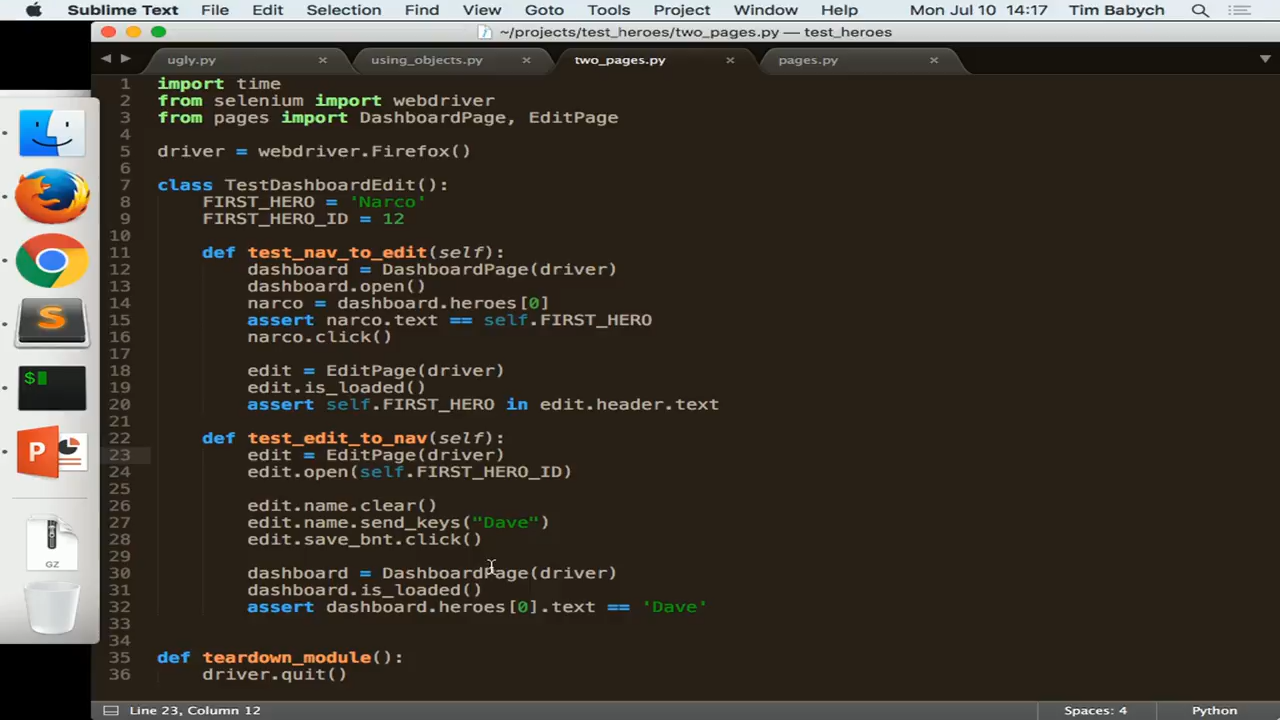 Sublime Text File Edit Selection Find View Goto Tools Project Window Help Mon Jul 10 14:17 Tim Babych
~/projects/test_heroes/two_pages.py — test_heroes
ugly.py × using_objects.py × two_pages.py × pages.py ×
1 import time
2 from selenium import webdriver
3 from pages import DashboardPage, EditPage
4
5 driver = webdriver.Firefox()
6
7 class TestDashboardEdit():
8 FIRST_HERO = 'Narco'
9 FIRST_HERO_ID = 12
10
11 def test_nav_to_edit(self):
12 dashboard = DashboardPage(driver)
13 dashboard.open()
14 narco = dashboard.heroes[0]
15 assert narco.text == self.FIRST_HERO
16 narco.click()
17
18 edit = EditPage(driver)
19 edit.is_loaded()
20 assert self.FIRST_HERO in edit.header.text
21
22 def test_edit_to_nav(self):
23 edit = EditPage(driver)
24 edit.open(self.FIRST_HERO_ID)
25
26 edit.name.clear()
27 edit.name.send_keys("Dave")
28 edit.save_bnt.click()
29
30 dashboard = DashboardPage(driver)
31 dashboard.is_loaded()
32 assert dashboard.heroes[0].text == 'Dave'
33
34
35 def teardown_module():
36 driver.quit()
S
$
P
GZ
Line 23, Column 12 Spaces: 4 Python